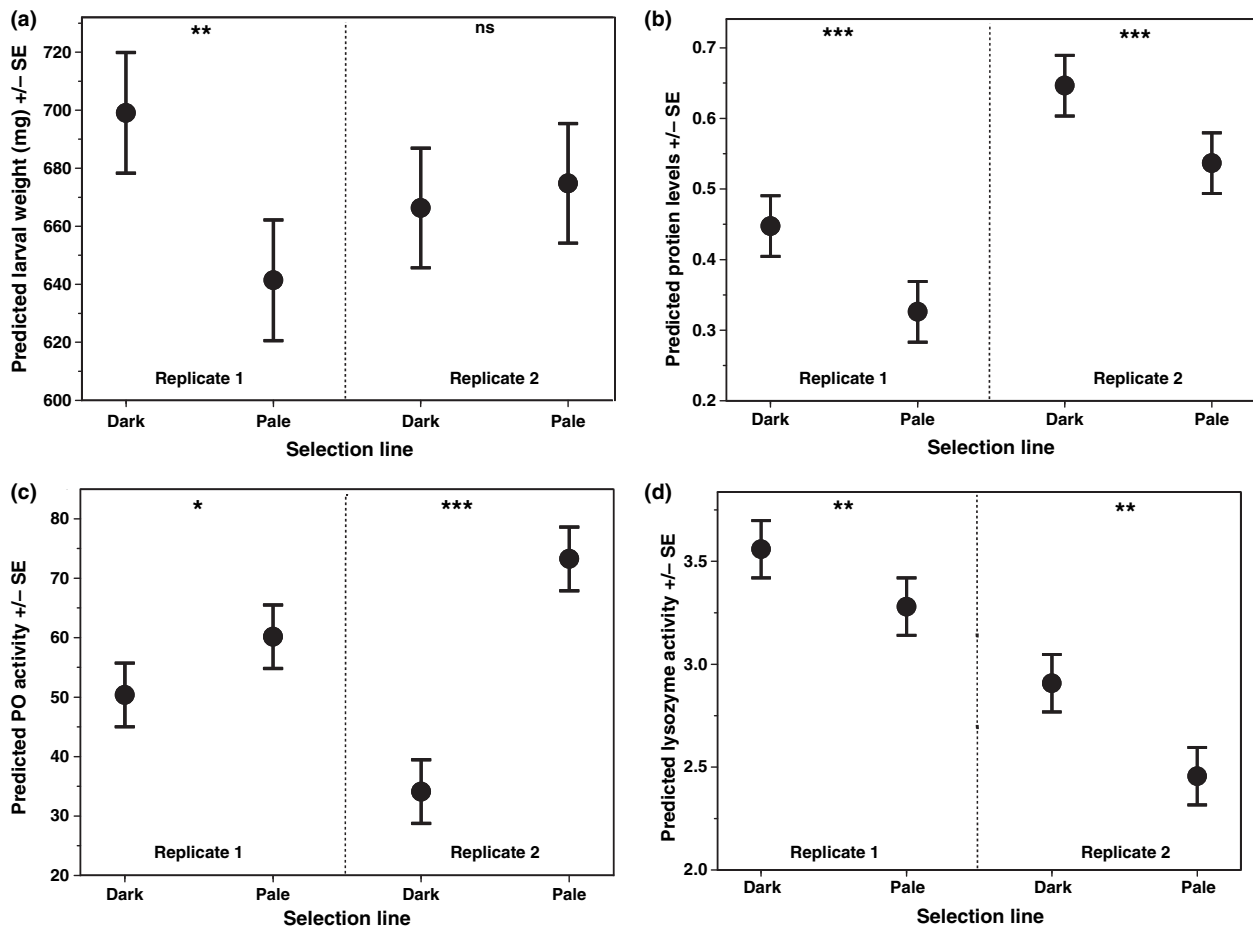 (a)
Predicted larval weight (mg) +/– SE
720
700
680
660
640
620
600
**
ns
Replicate 1
Replicate 2
Dark
Pale
Dark
Pale
Selection line
(b)
Predicted protien levels +/– SE
0.7
0.6
0.5
0.4
0.3
0.2
***
***
Replicate 1
Replicate 2
Dark
Pale
Dark
Pale
Selection line
(c)
Predicted PO activity +/– SE
80
70
60
50
40
30
20
*
***
Replicate 1
Replicate 2
Dark
Pale
Dark
Pale
Selection line
(d)
Predicted lysozyme activity +/– SE
3.5
3.0
2.5
2.0
**
**
Replicate 1
Replicate 2
Dark
Pale
Dark
Pale
Selection line